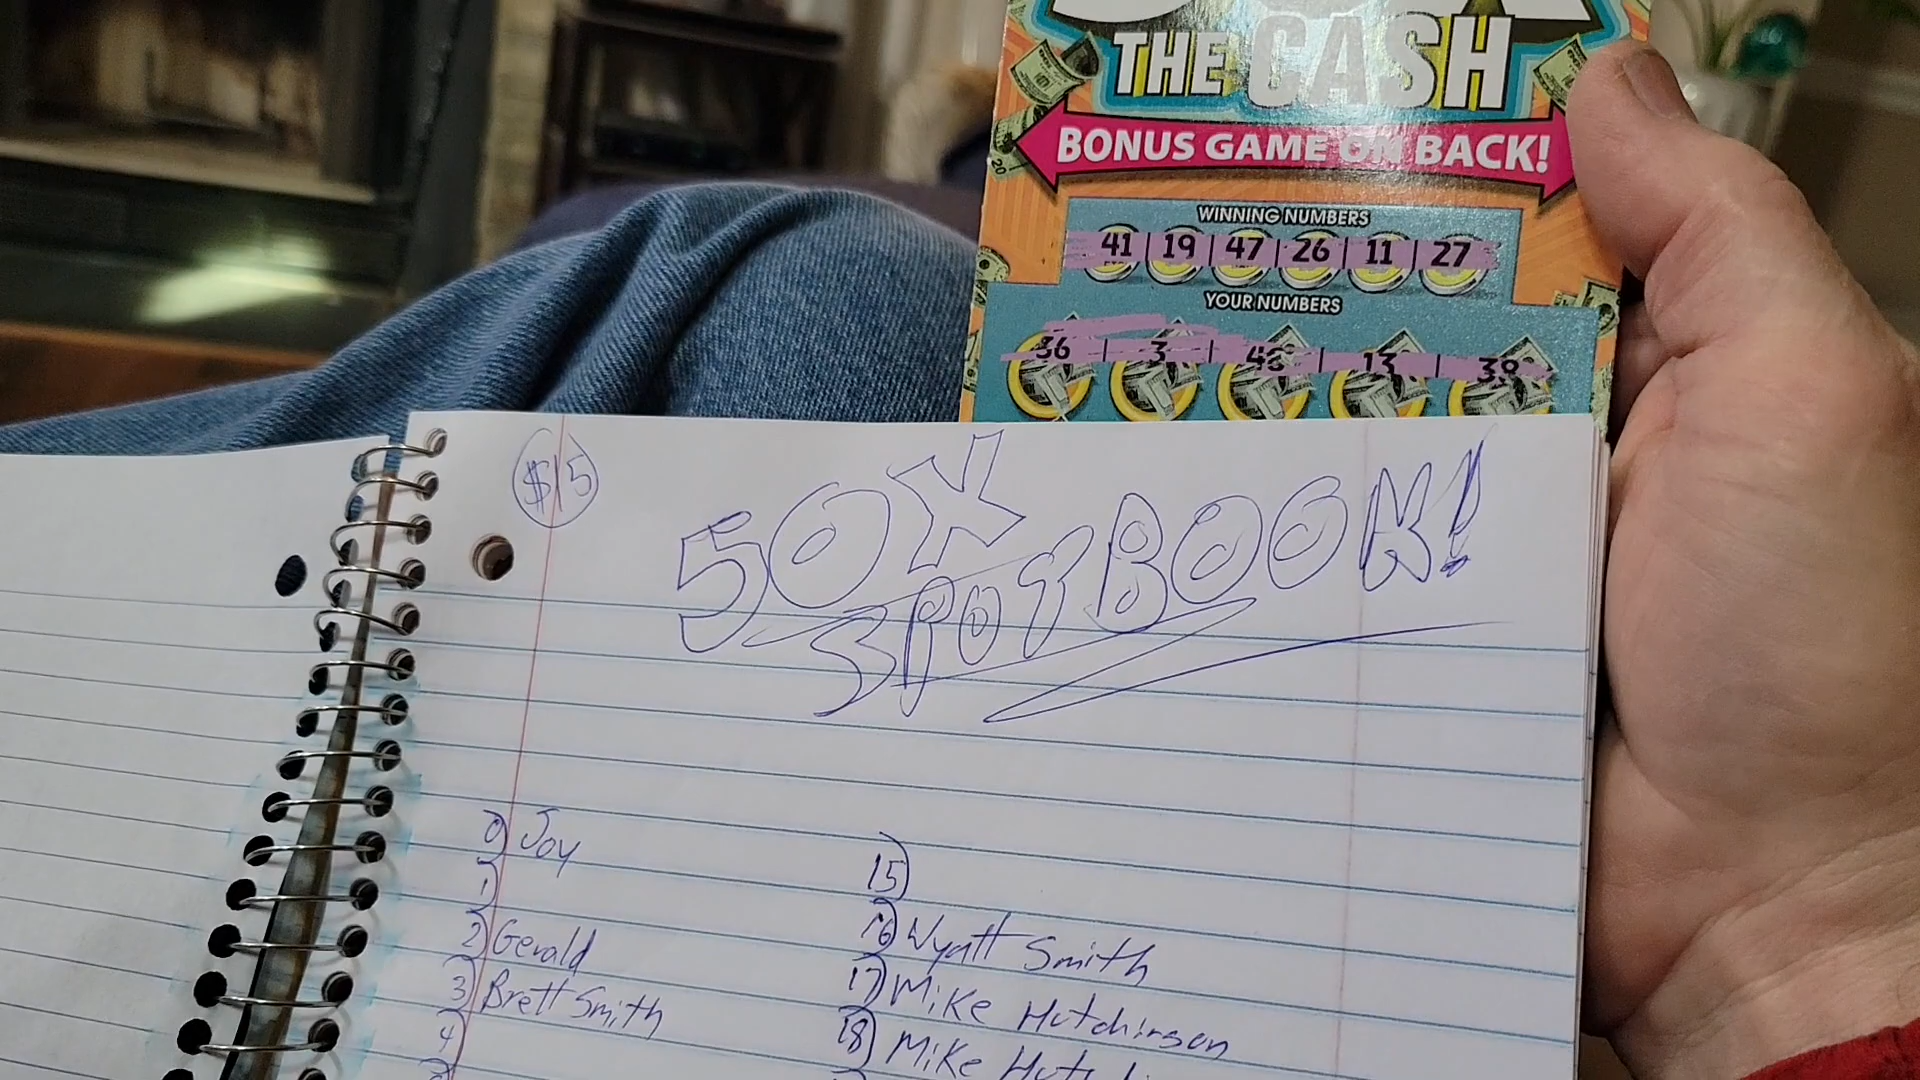 THE CASH
BONUS GAME ON BACK!
WINNING NUMBERS
41 19 47 26 11 27
YOUR NUMBERS
36 3 48 13 38
$15
50X
SPOT BOOK!
0) Joy
1)
2) Gerald
3) Brett Smith
4
15)
16) Wyatt Smith
17) Mike Hutchinson
18) Mike